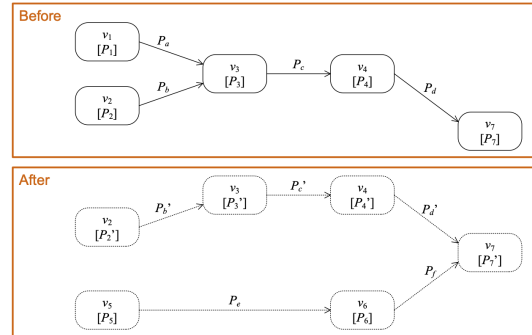 Before
v1
[P1]
Pa
v2
[P2]
Pb
v3
[P3]
Pc
v4
[P4]
Pd
v7
[P7]
After
v2
[P2’]
Pb’
v3
[P3’]
Pc’
v4
[P4’]
Pd’
v7
[P7’]
v5
[P5]
Pe
v6
[P6]
Pf